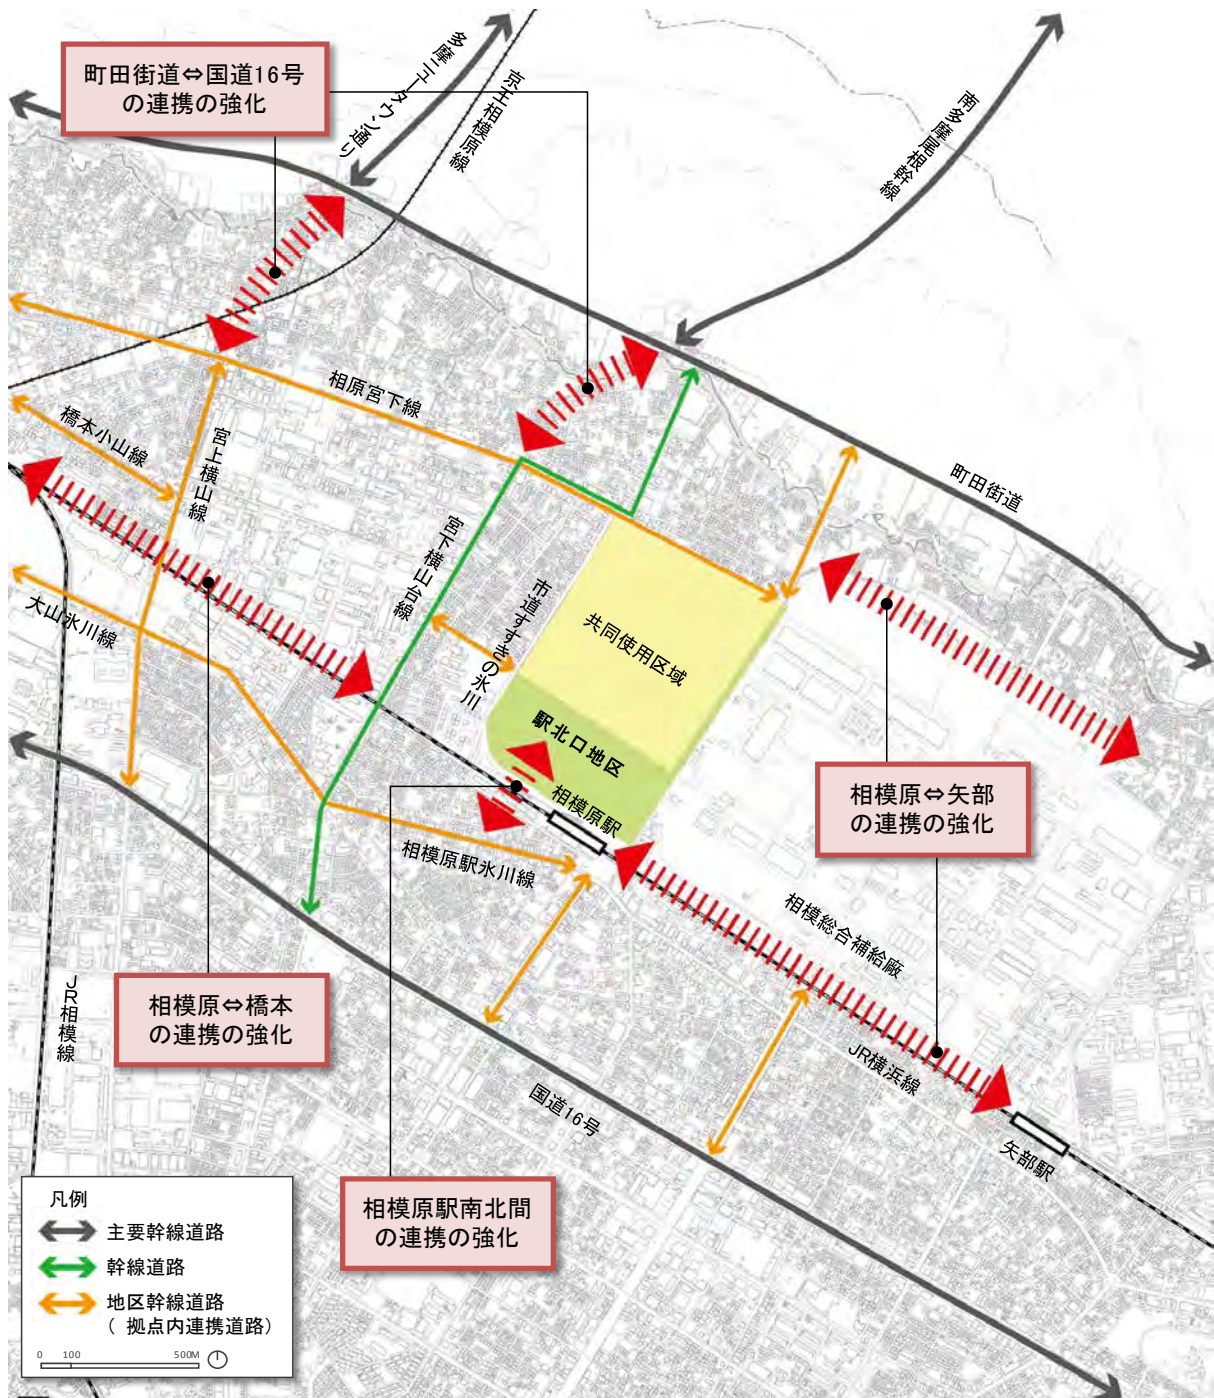 町田街道⇔国道16号
の連携の強化
多摩ニュータウン通り
京王相模原線
南多摩尾根幹線
相原宮下線
橋本小山線
宮上横山線
町田街道
宮下横山台線
市道すすきの氷川
共同使用区域
大山氷川線
駅北口地区
相模原駅
相模原⇔矢部
の連携の強化
相模原駅氷川線
相模総合補給廠
相模原⇔橋本
の連携の強化
JR相模線
JR横浜線
国道16号
矢部駅
相模原駅南北間
の連携の強化
凡例
主要幹線道路
幹線道路
地区幹線道路
( 拠点内連携道路)
0 100 500M